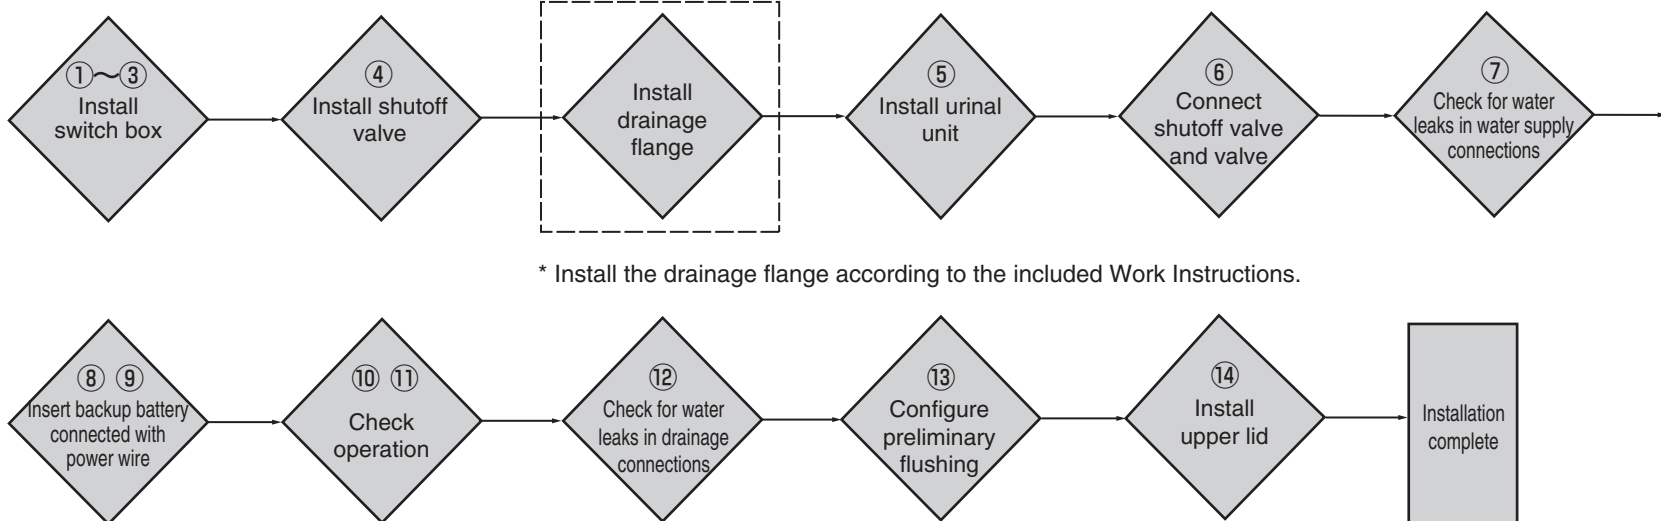 ①〜③
Install
switch box
④
Install shutoff
valve
Install
drainage
flange
⑤
Install urinal
unit
⑥
Connect
shutoff valve
and valve
⑦
Check for water
leaks in water supply
connections
* Install the drainage flange according to the included Work Instructions.
⑧ ⑨
Insert backup battery
connected with
power wire
⑩ ⑪
Check
operation
⑫
Check for water
leaks in drainage
connections
⑬
Configure
preliminary
flushing
⑭
Install
upper lid
Installation
complete